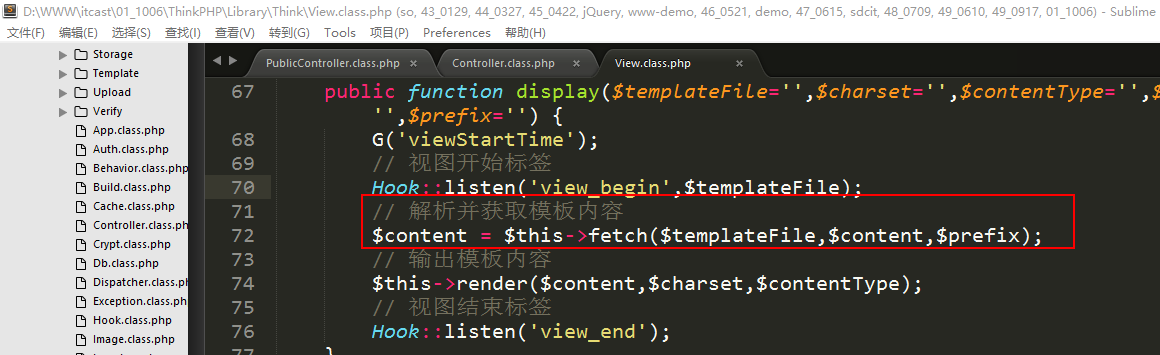 D:\WWW\itcast\01_1006\ThinkPHP\Library\Think\View.class.php (so, 43_0129, 44_0327, 45_0422, jQuery, www-demo, 46_0521, demo, 47_0615, sdcit, 48_0709, 49_0610, 49_0917, 01_1006) - Sublime
文件(F) 编辑(E) 选择(S) 查找(I) 查看(V) 转到(G) Tools 项目(P) Preferences 帮助(H)
Storage
Template
Upload
Verify
App.class.php
Auth.class.php
Behavior.class.php
Build.class.php
Cache.class.php
Controller.class.php
Crypt.class.php
Db.class.php
Dispatcher.class.php
Exception.class.php
Hook.class.php
Image.class.php
PublicController.class.php × Controller.class.php × View.class.php ×
67 public function display($templateFile='',$charset='',$contentType='',$
'',$prefix='') {
68 G('viewStartTime');
69 // 视图开始标签
70 Hook::listen('view_begin',$templateFile);
71 // 解析并获取模板内容
72 $content = $this->fetch($templateFile,$content,$prefix);
73 // 输出模板内容
74 $this->render($content,$charset,$contentType);
75 // 视图结束标签
76 Hook::listen('view_end');
77 }